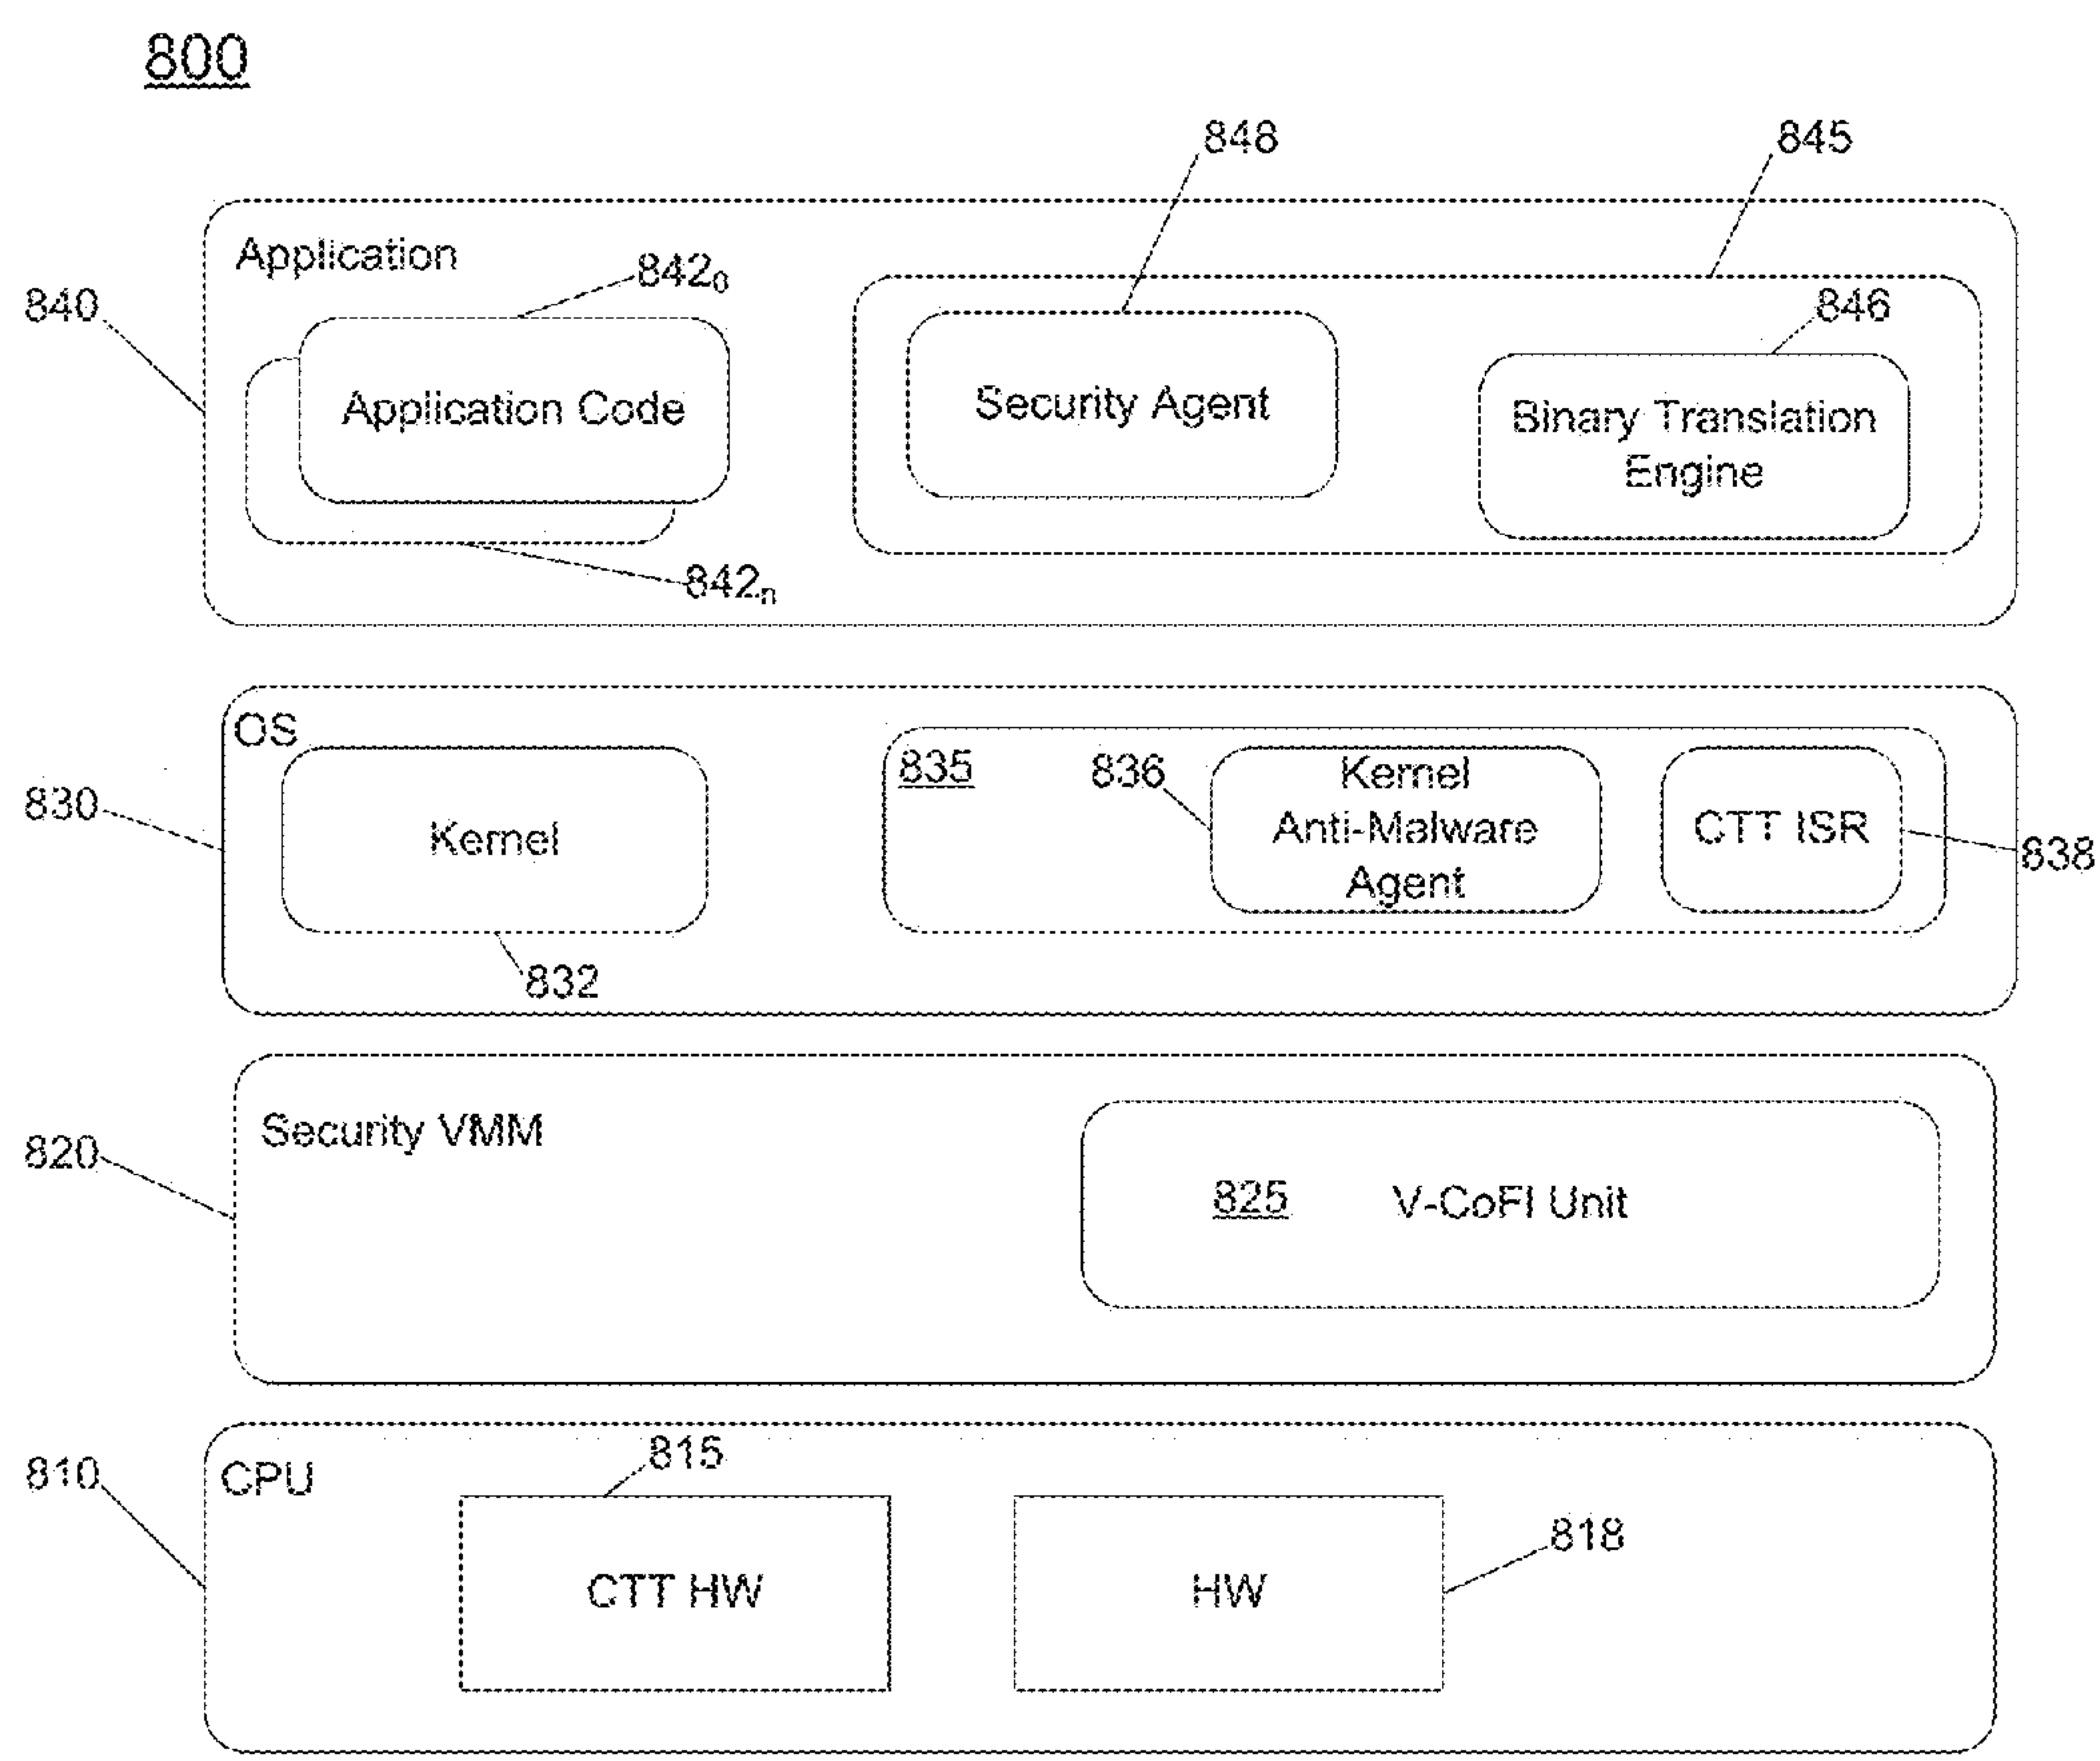 800
848
845
Application
842₀
840
846
Application Code
Security Agent
Binary Translation
Engine
842ₙ
OS
835
836
Kernel
Anti-Malware
Agent
CTT ISR
830
Kernel
838
832
Security VMM
820
825
V-CoFI Unit
815
810
CPU
818
CTT HW
HW